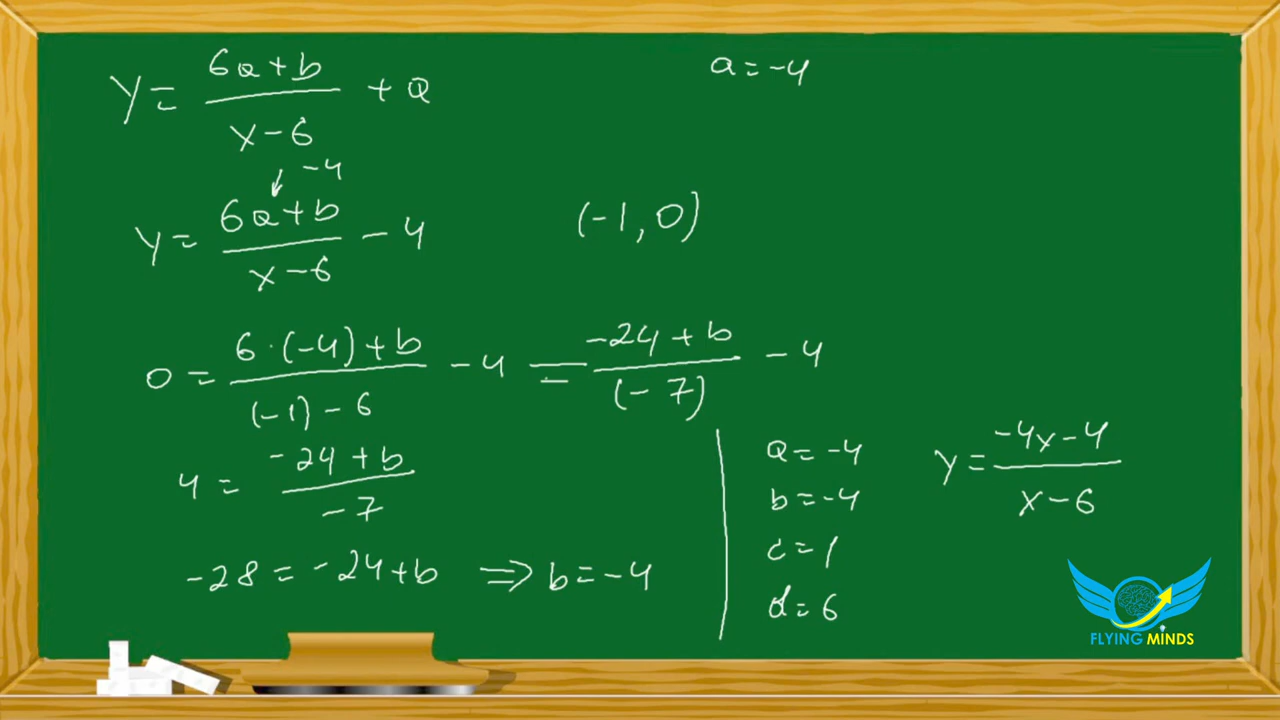 y = (6a+b)/(x-6) + a
a = -4
-4
y = (6a+b)/(x-6) - 4
(-1, 0)
0 = (6·(-4)+b)/((-1)-6) - 4 = (-24+b)/(-7) - 4
4 = (-24+b)/-7
-28 = -24+b ⇒ b = -4
a = -4
b = -4
c = 1
d = 6
y = (-4x-4)/(x-6)
FLYING MINDS